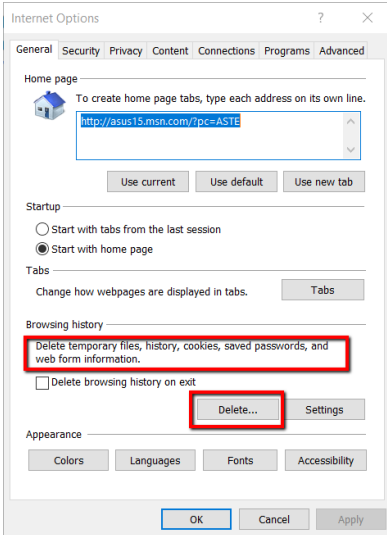 Internet Options
General Security Privacy Content Connections Programs Advanced
Home page
To create home page tabs, type each address on its own line.
http://asus15.msn.com/?pc=ASTE
Use current Use default Use new tab
Startup
Start with tabs from the last session
Start with home page
Tabs
Change how webpages are displayed in tabs. Tabs
Browsing history
Delete temporary files, history, cookies, saved passwords, and
web form information.
Delete browsing history on exit
Delete... Settings
Appearance
Colors Languages Fonts Accessibility
OK Cancel Apply